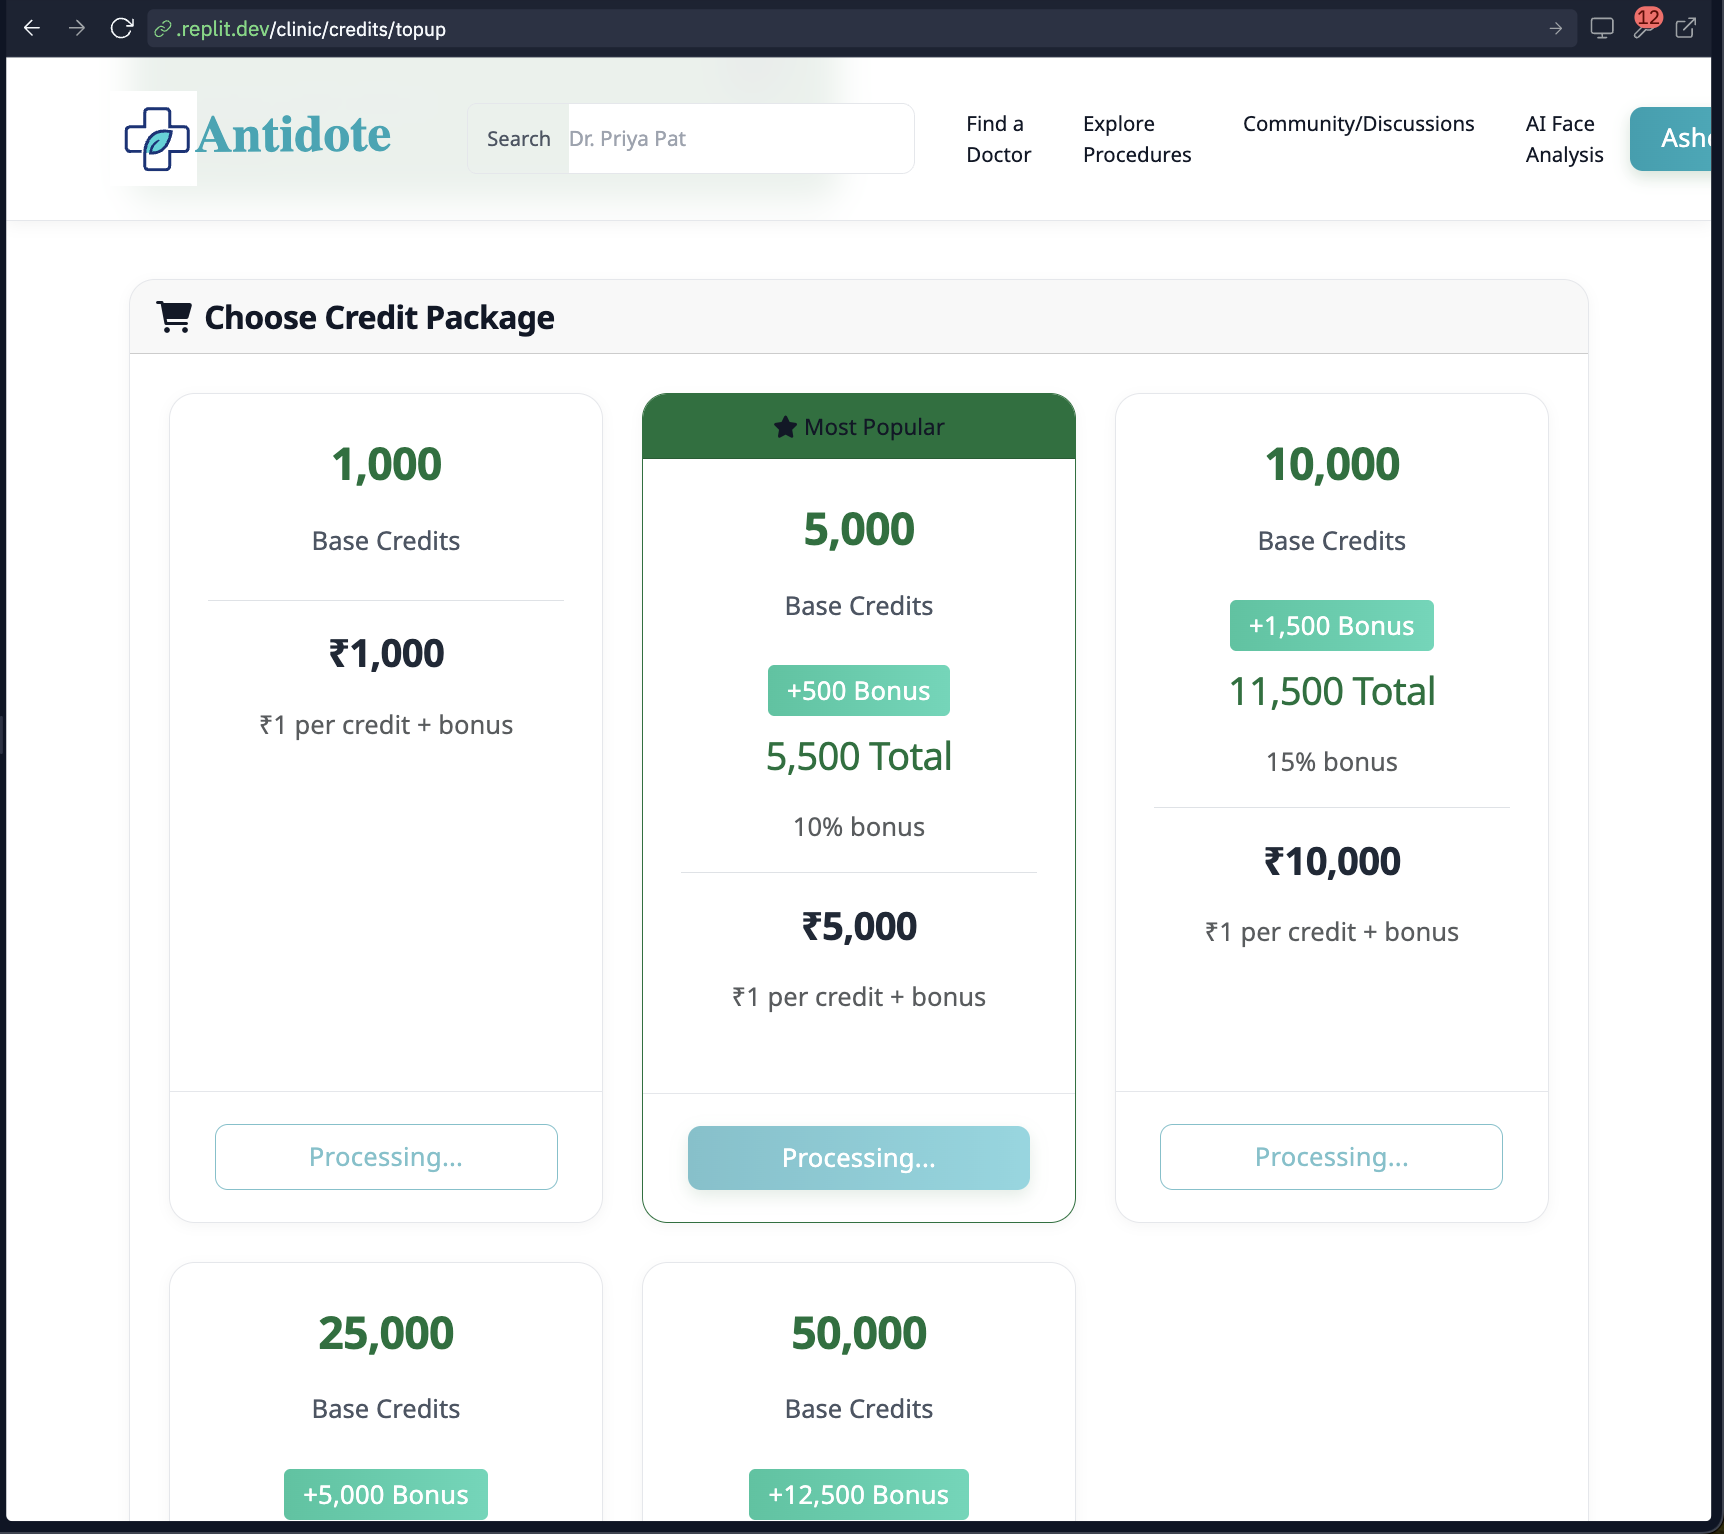 .replit.dev/clinic/credits/topup
12
Antidote
Search
Dr. Priya Pat
Find a
Doctor
Explore
Procedures
Community/Discussions
AI Face
Analysis
Choose Credit Package
1,000
Base Credits
₹1,000
₹1 per credit + bonus
Processing...
Most Popular
5,000
Base Credits
+500 Bonus
5,500 Total
10% bonus
₹5,000
₹1 per credit + bonus
Processing...
10,000
Base Credits
+1,500 Bonus
11,500 Total
15% bonus
₹10,000
₹1 per credit + bonus
Processing...
25,000
Base Credits
+5,000 Bonus
50,000
Base Credits
+12,500 Bonus